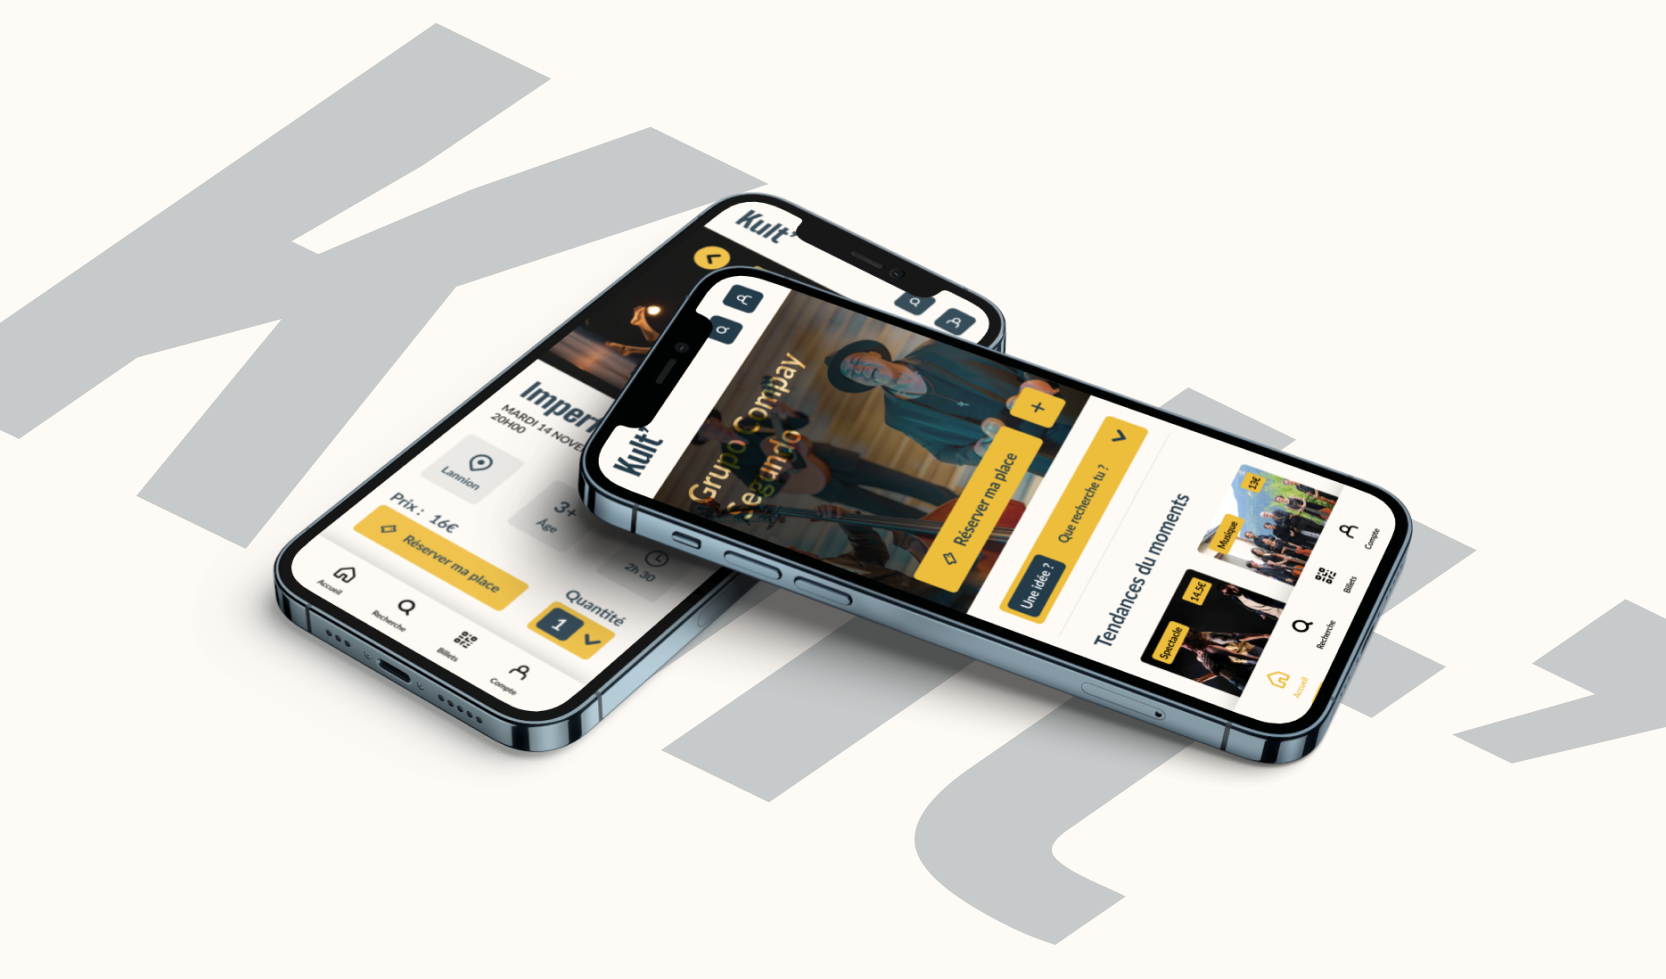 Kult'
Kult'
MARDI 14 NOVE
20H00
Lannion
3+
Âge
2h 30
Prix : 16€
Réserver ma place
Quantité
1
Accueil
Recherche
Billets
Compte
Kult'
Grupo Compay
Segundo
Réserver ma place
+
Une idée ?
Que recherche tu ?
Tendances du moments
Spectacle
14.5€
Musique
13€
Accueil
Recherche
Billets
Compte